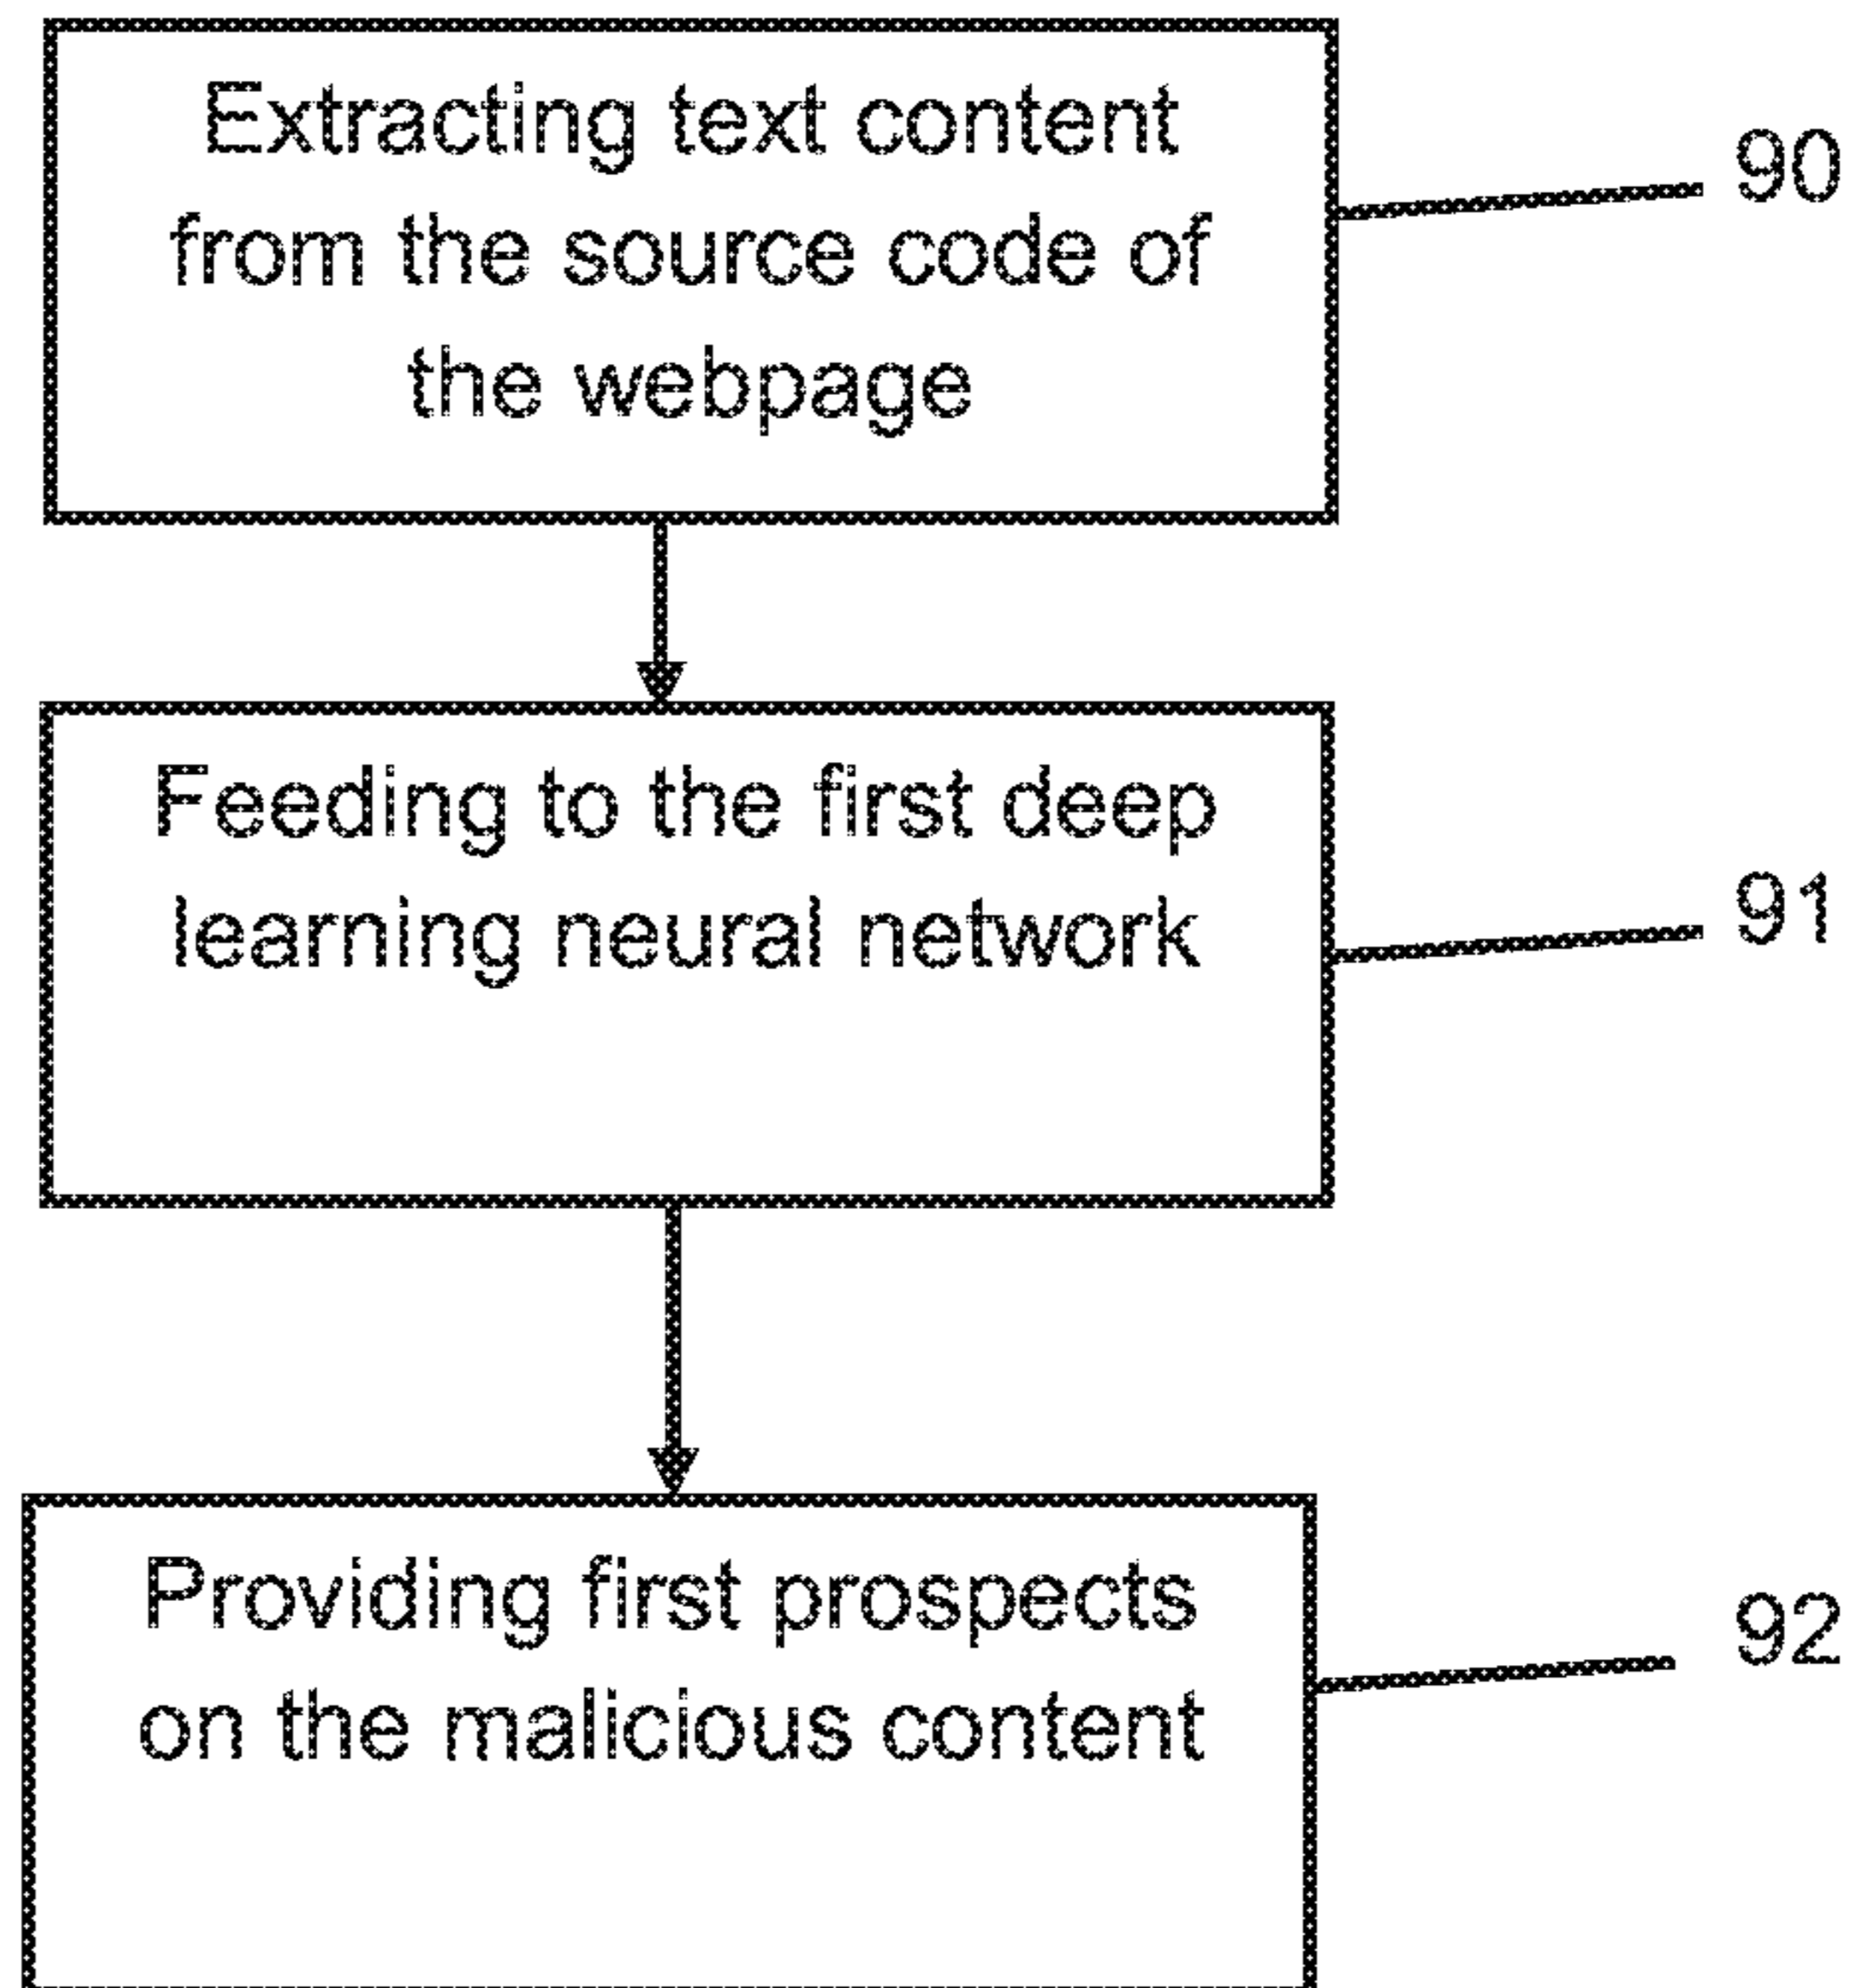 Extracting text content
from the source code of
the webpage
90
Feeding to the first deep
learning neural network
91
Providing first prospects
on the malicious content
92